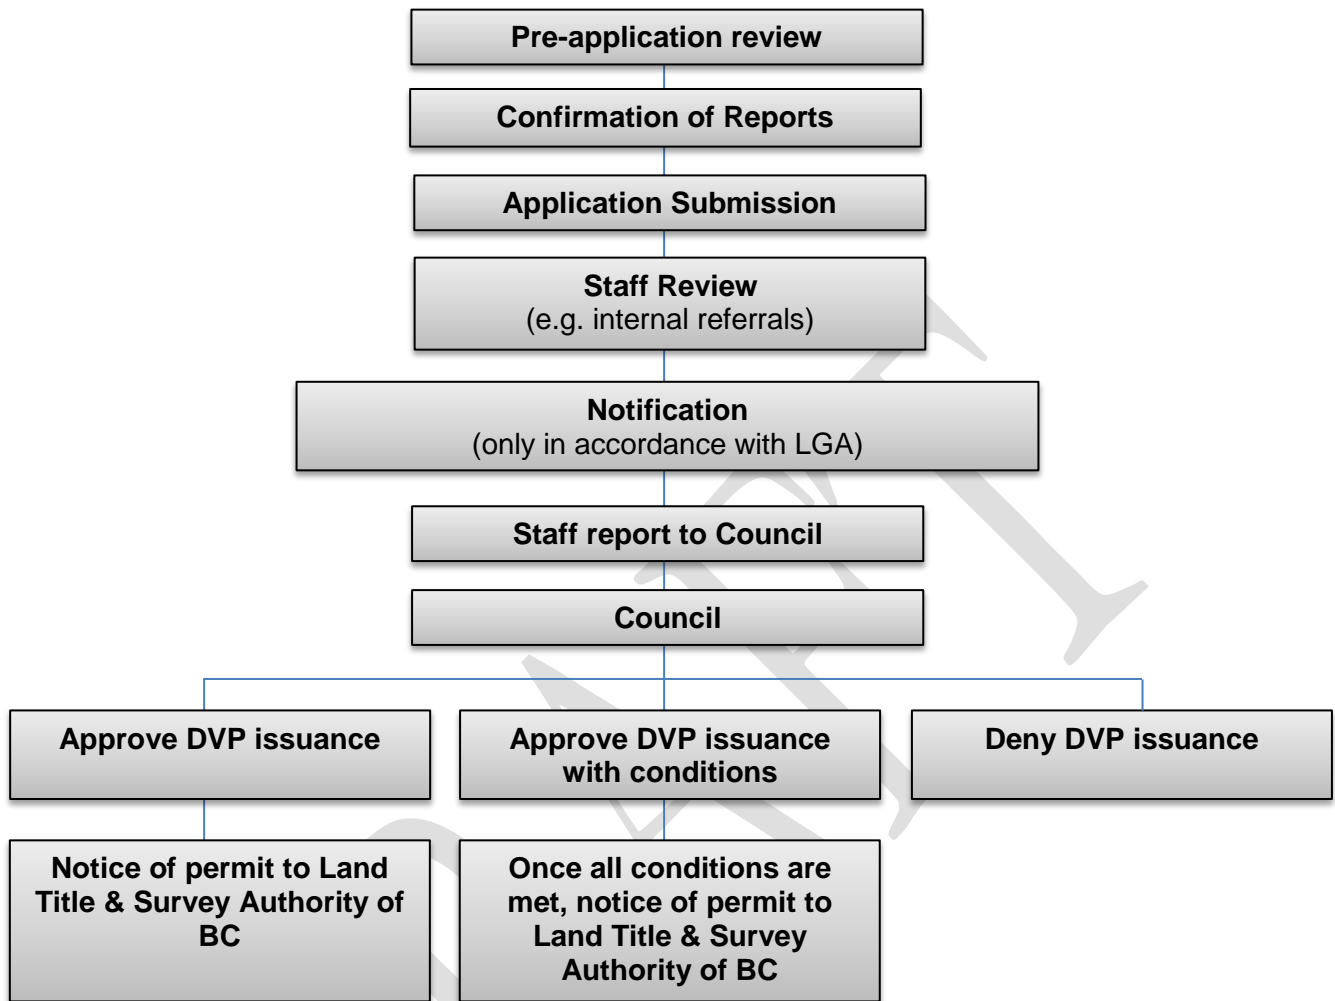 Pre-application review
Confirmation of Reports
Application Submission
Staff Review
(e.g. internal referrals)
Notification
(only in accordance with LGA)
Staff report to Council
Council
Approve DVP issuance
Approve DVP issuance
with conditions
Deny DVP issuance
Notice of permit to Land
Title & Survey Authority of
BC
Once all conditions are
met, notice of permit to
Land Title & Survey
Authority of BC
DRAFT